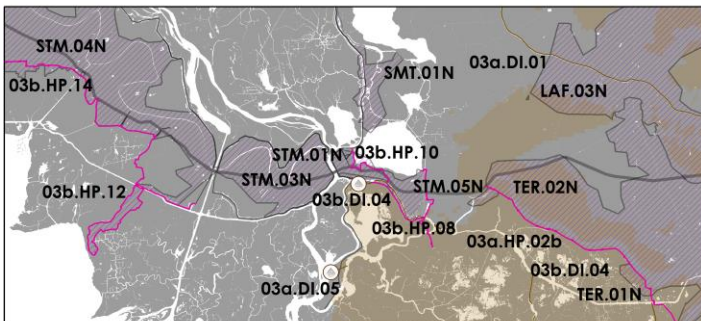 STM.04N
03a.DI.01
SMT.01N
03b.HP.14
LAF.03N
STM.01N
03b.HP.10
STM.03N
STM.05N
TER.02N
03b.HP.12
03b.DI.04
03b.HP.08
03a.HP.02b
03b.DI.04
03a.DI.05
TER.01N